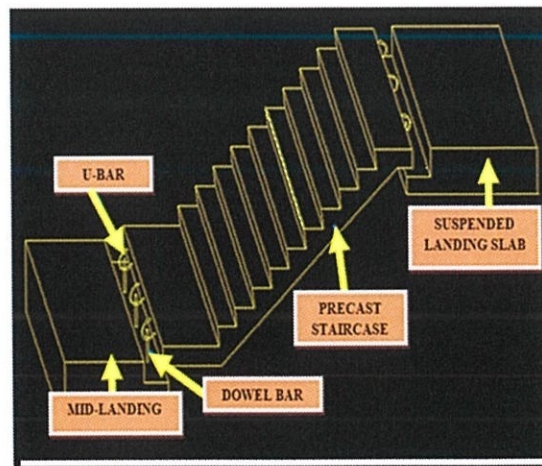 U-BAR
SUSPENDED
LANDING SLAB
PRECAST
STAIRCASE
DOWEL BAR
MID-LANDING